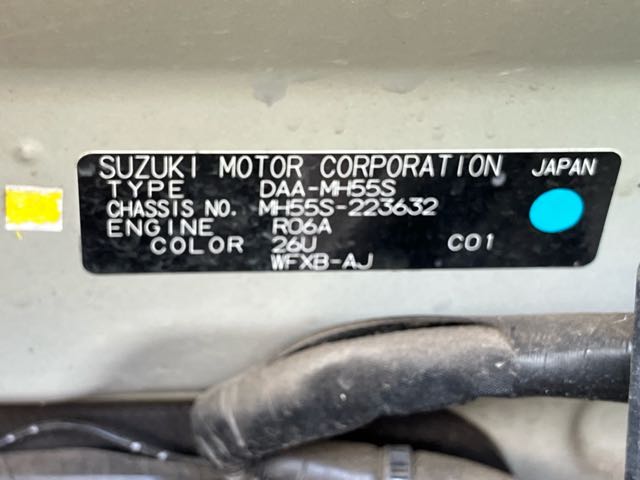 SUZUKI MOTOR CORPORATION JAPAN
TYPE DAA-MH55S
CHASSIS NO. MH55S-223632
ENGINE R06A
COLOR 26U C01
WFXB-AJ